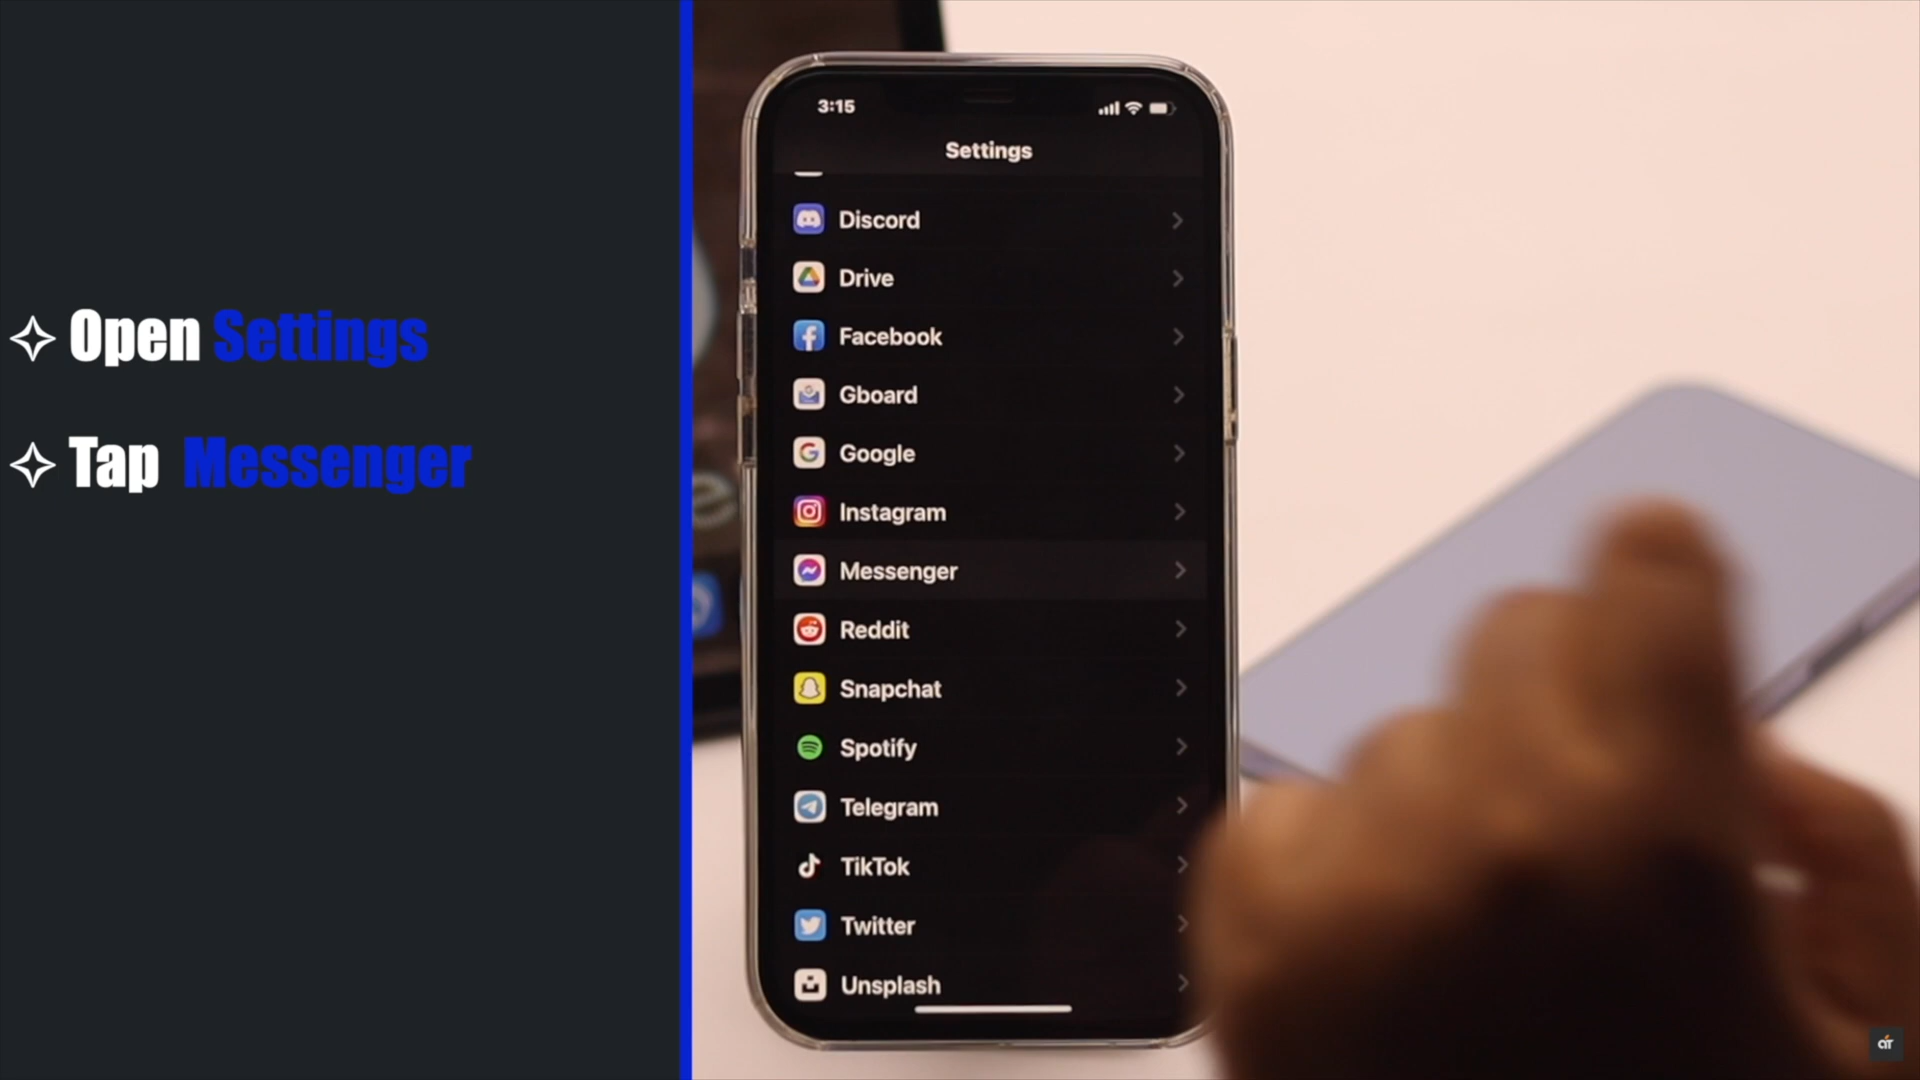 ✧ Open Settings
✧ Tap Messenger
3:15
Settings
Discord
Drive
Facebook
Gboard
Google
Instagram
Messenger
Reddit
Snapchat
Spotify
Telegram
TikTok
Twitter
Unsplash
ar